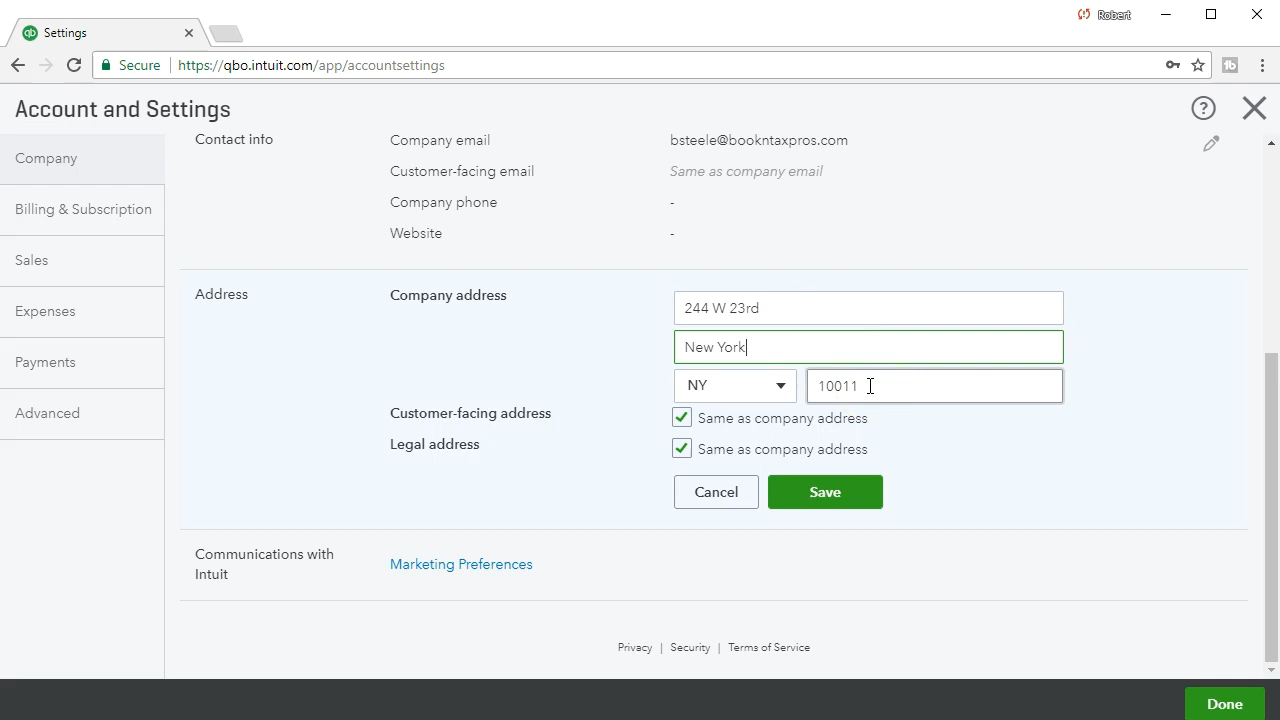 qb Settings
Robert
Secure https://qbo.intuit.com/app/accountsettings
Account and Settings
Company
Billing & Subscription
Sales
Expenses
Payments
Advanced
Contact info
Company email bsteele@bookntaxpros.com
Customer-facing email Same as company email
Company phone -
Website -
Address
Company address 244 W 23rd
New York
NY 10011
Customer-facing address Same as company address
Legal address Same as company address
Cancel Save
Communications with
Intuit
Marketing Preferences
Privacy | Security | Terms of Service
Done